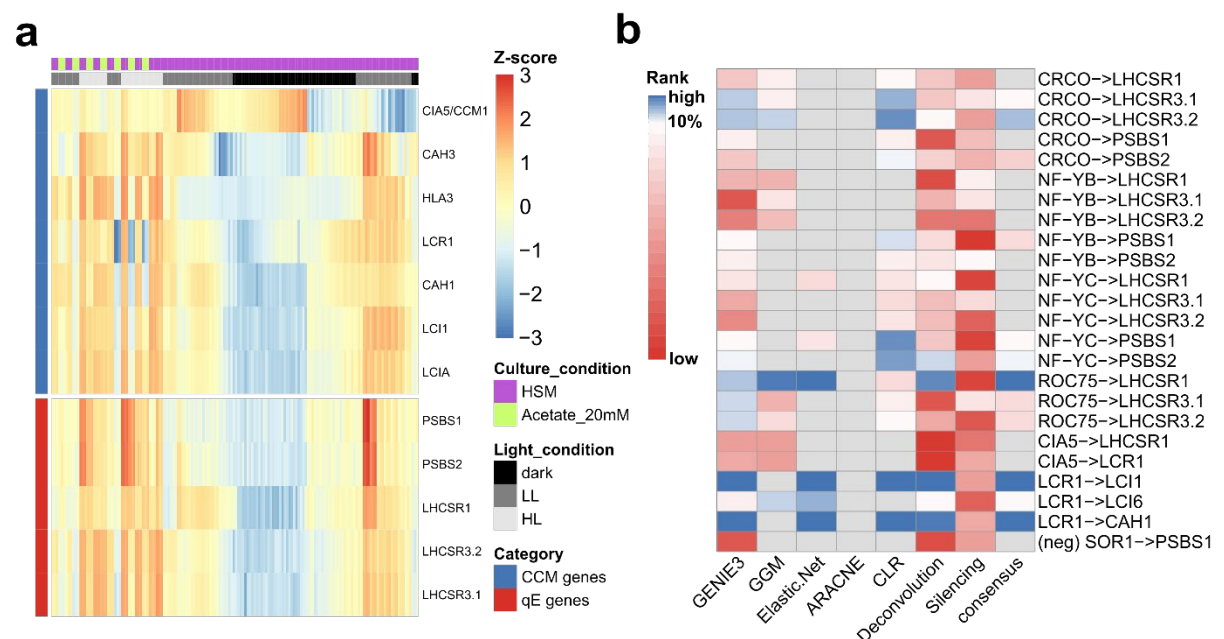 a
CIA5/CCM1
CAH3
HLA3
LCR1
CAH1
LCI1
LCIA
PSBS1
PSBS2
LHCSR1
LHCSR3.2
LHCSR3.1
Z-score
3
2
1
0
−1
−2
−3
Culture_condition
HSM
Acetate_20mM
Light_condition
dark
LL
HL
Category
CCM genes
qE genes
b
Rank
high
10%
low
CRCO−>LHCSR1
CRCO−>LHCSR3.1
CRCO−>LHCSR3.2
CRCO−>PSBS1
CRCO−>PSBS2
NF−YB−>LHCSR1
NF−YB−>LHCSR3.1
NF−YB−>LHCSR3.2
NF−YB−>PSBS1
NF−YB−>PSBS2
NF−YC−>LHCSR1
NF−YC−>LHCSR3.1
NF−YC−>LHCSR3.2
NF−YC−>PSBS1
NF−YC−>PSBS2
ROC75−>LHCSR1
ROC75−>LHCSR3.1
ROC75−>LHCSR3.2
CIA5−>LHCSR1
CIA5−>LCR1
LCR1−>LCI1
LCR1−>LCI6
LCR1−>CAH1
(neg) SOR1−>PSBS1
GENIE3
GGM
Elastic.Net
ARACNE
CLR
Deconvolution
Silencing
consensus